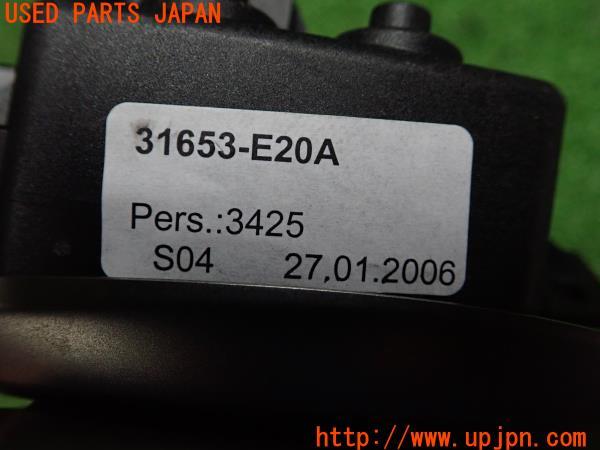 USED PARTS JAPAN
31653-E20A
Pers.:3425
S04 27,01.2006
http://www.upjpn.com/